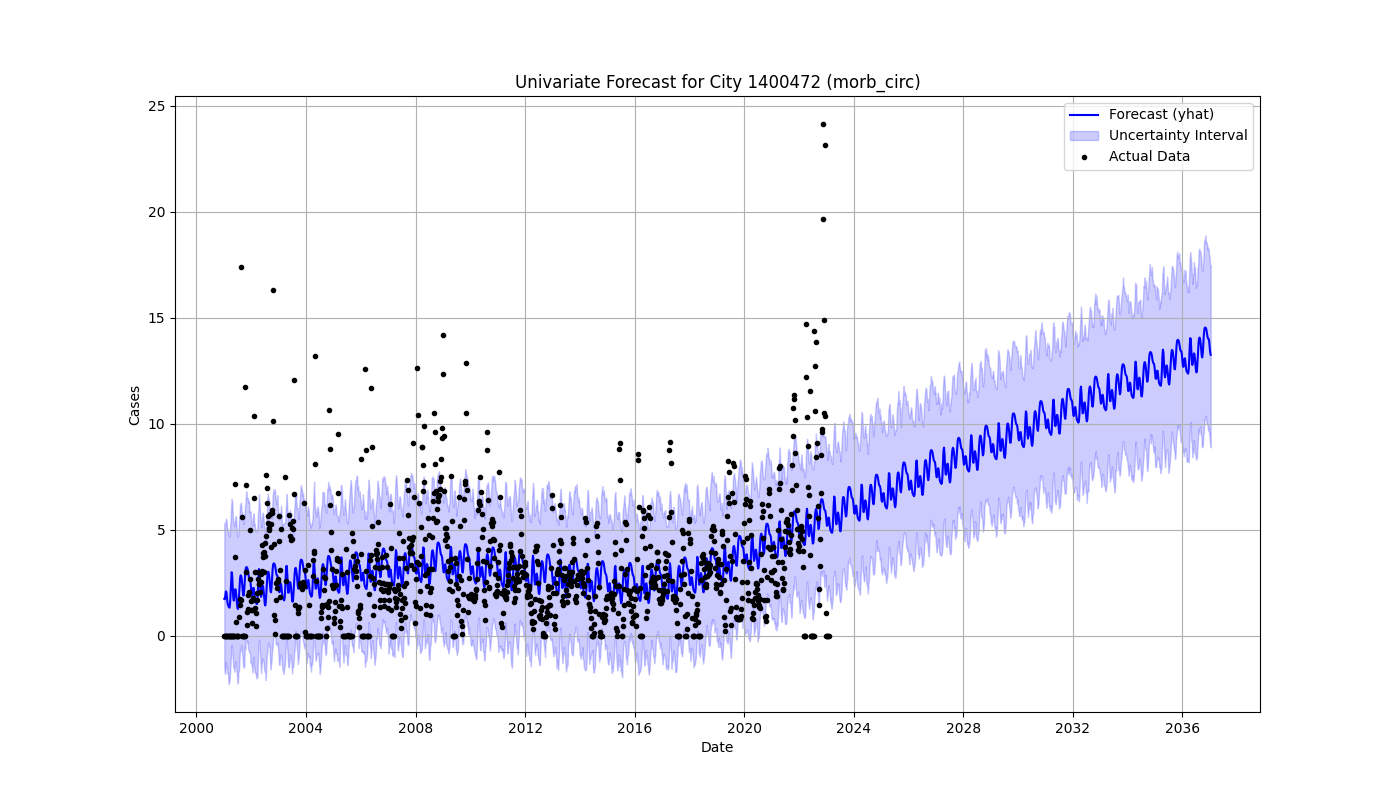 Univariate Forecast for City 1400472 (morb_circ)
Forecast (yhat)
Uncertainty Interval
Actual Data
Cases
25
20
15
10
5
0
2000 2004 2008 2012 2016 2020 2024 2028 2032 2036
Date